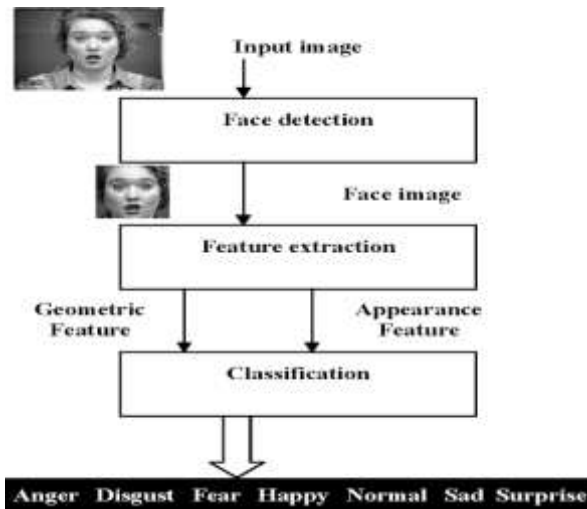 Input image
Face detection
Face image
Feature extraction
Geometric
Feature
Appearance
Feature
Classification
Anger Disgust Fear Happy Normal Sad Surprise